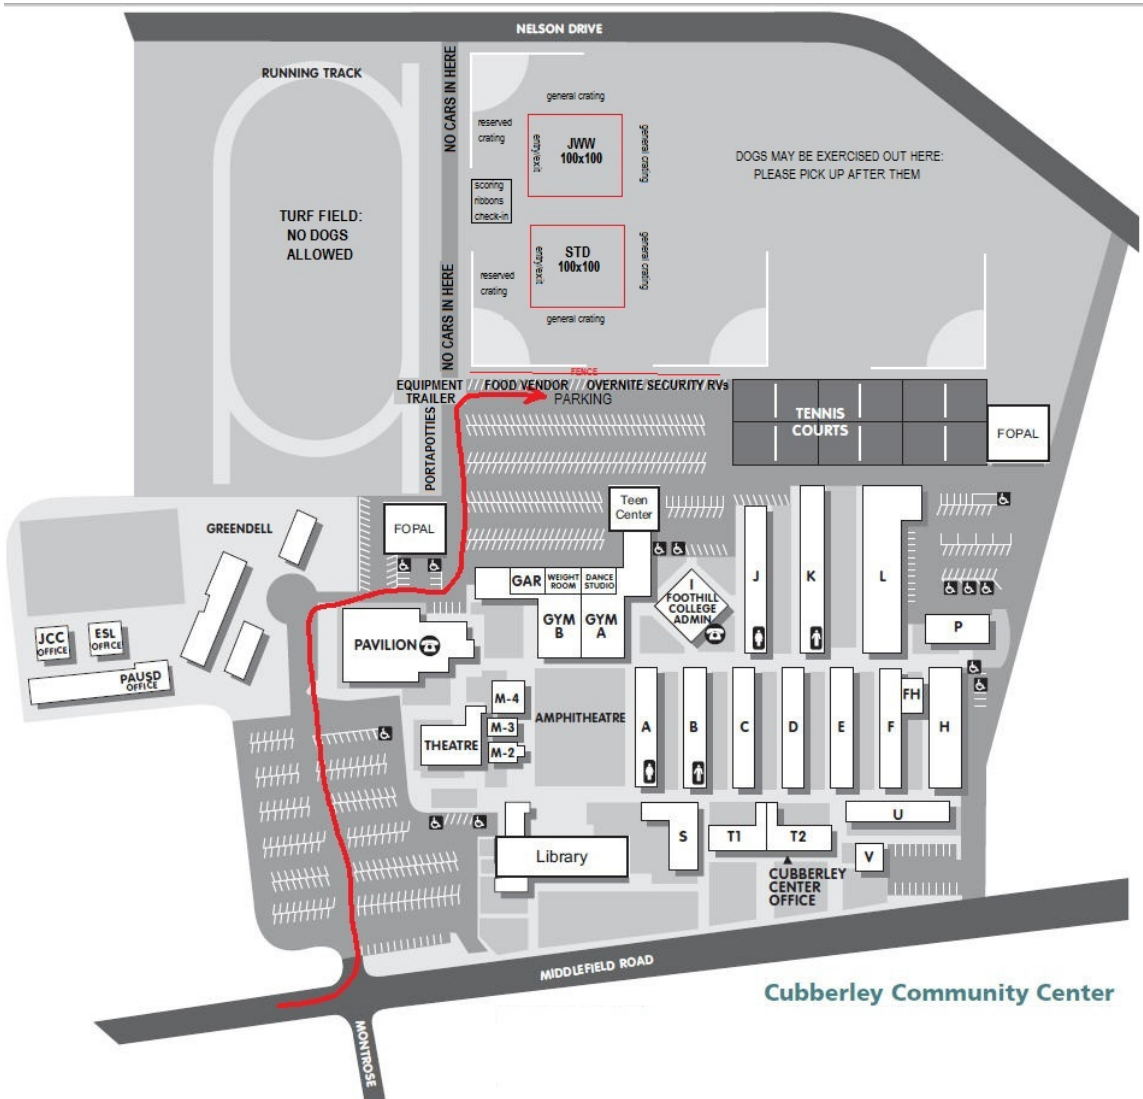 NELSON DRIVE
RUNNING TRACK
NO CARS IN HERE
general crating
reserved
crating
entry/exit
JWW
100x100
general crating
DOGS MAY BE EXERCISED OUT HERE:
PLEASE PICK UP AFTER THEM
scoring
ribbons
check-in
TURF FIELD:
NO DOGS
ALLOWED
entry/exit
STD
100x100
general crating
reserved
crating
NO CARS IN HERE
general crating
FENCE
EQUIPMENT
TRAILER
FOOD VENDOR
OVERNITE SECURITY RVs
PARKING
TENNIS
COURTS
FOPAL
PORTAPOTTIES
GREENDELL
FOPAL
Teen
Center
GAR
WEIGHT
ROOM
DANCE
STUDIO
GYM
B
GYM
A
I
FOOTHILL
COLLEGE
ADMIN
J
K
L
P
JCC
OFFICE
ESL
OFFICE
PAUSD
OFFICE
PAVILION
M-4
M-3
M-2
THEATRE
AMPHITHEATRE
A
B
C
D
E
F
FH
H
Library
S
T1
T2
U
V
CUBBERLEY
CENTER
OFFICE
MIDDLEFIELD ROAD
MONTROSE
Cubberley Community Center